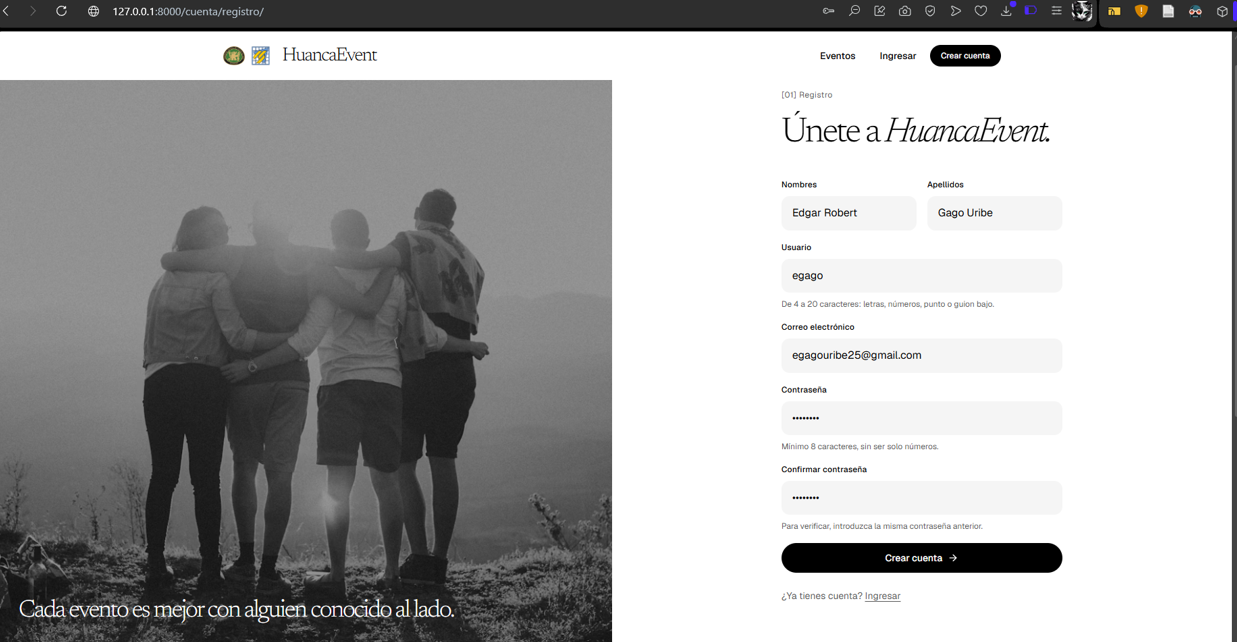 127.0.0.1:8000/cuenta/registro/
HuancaEvent
Eventos
Ingresar
Crear cuenta
[01] Registro
Únete a HuancaEvent.
Nombres
Apellidos
Edgar Robert
Gago Uribe
Usuario
egago
De 4 a 20 caracteres: letras, números, punto o guion bajo.
Correo electrónico
egagouribe25@gmail.com
Contraseña
••••••••
Mínimo 8 caracteres, sin ser solo números.
Confirmar contraseña
••••••••
Para verificar, introduzca la misma contraseña anterior.
Crear cuenta →
¿Ya tienes cuenta? Ingresar
Cada evento es mejor con alguien conocido al lado.